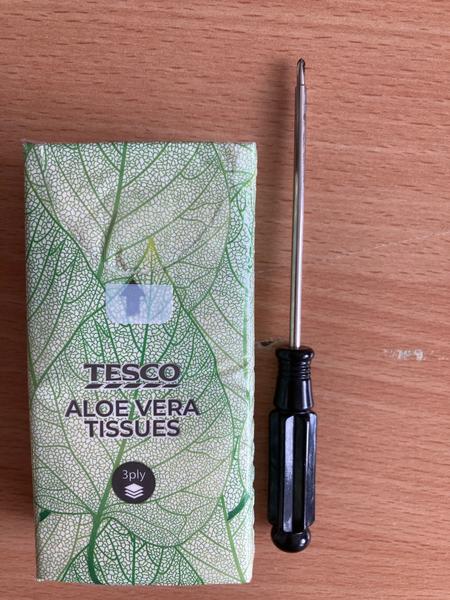 TESCO
ALOE VERA
TISSUES
3ply